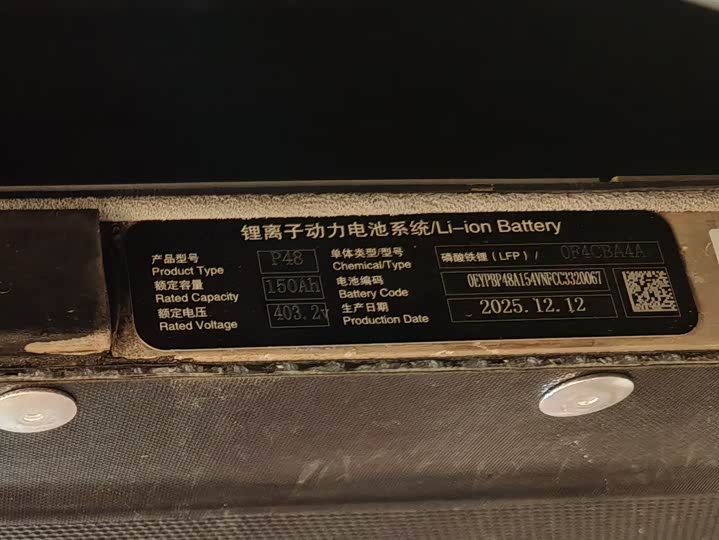 锂离子动力电池系统/Li-ion Battery
产品型号 P48 单体类型/型号 磷酸铁锂（LFP）/ 0E4CBA4A
Product Type Chemical/Type
额定容量 150Ah 电池编码 0EYPBP48A154VNFCC3320067
Rated Capacity Battery Code
额定电压 403.2v 生产日期 2025.12.12
Rated Voltage Production Date